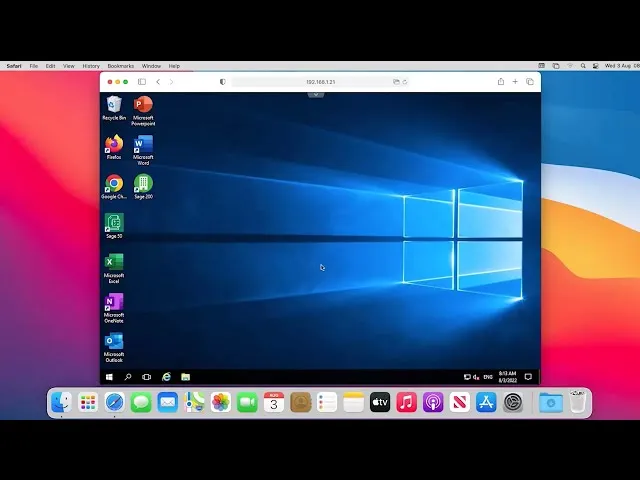 Safari File Edit View History Bookmarks Window Help
Wed 3 Aug 08
192.168.1.21
Recycle Bin
Microsoft Powerpoint
Firefox
Microsoft Word
Google Ch...
Sage 200
Sage 50
Microsoft Excel
Microsoft OneNote
Microsoft Outlook
ENG
8:13 AM
8/3/2022
AUG
3
tv